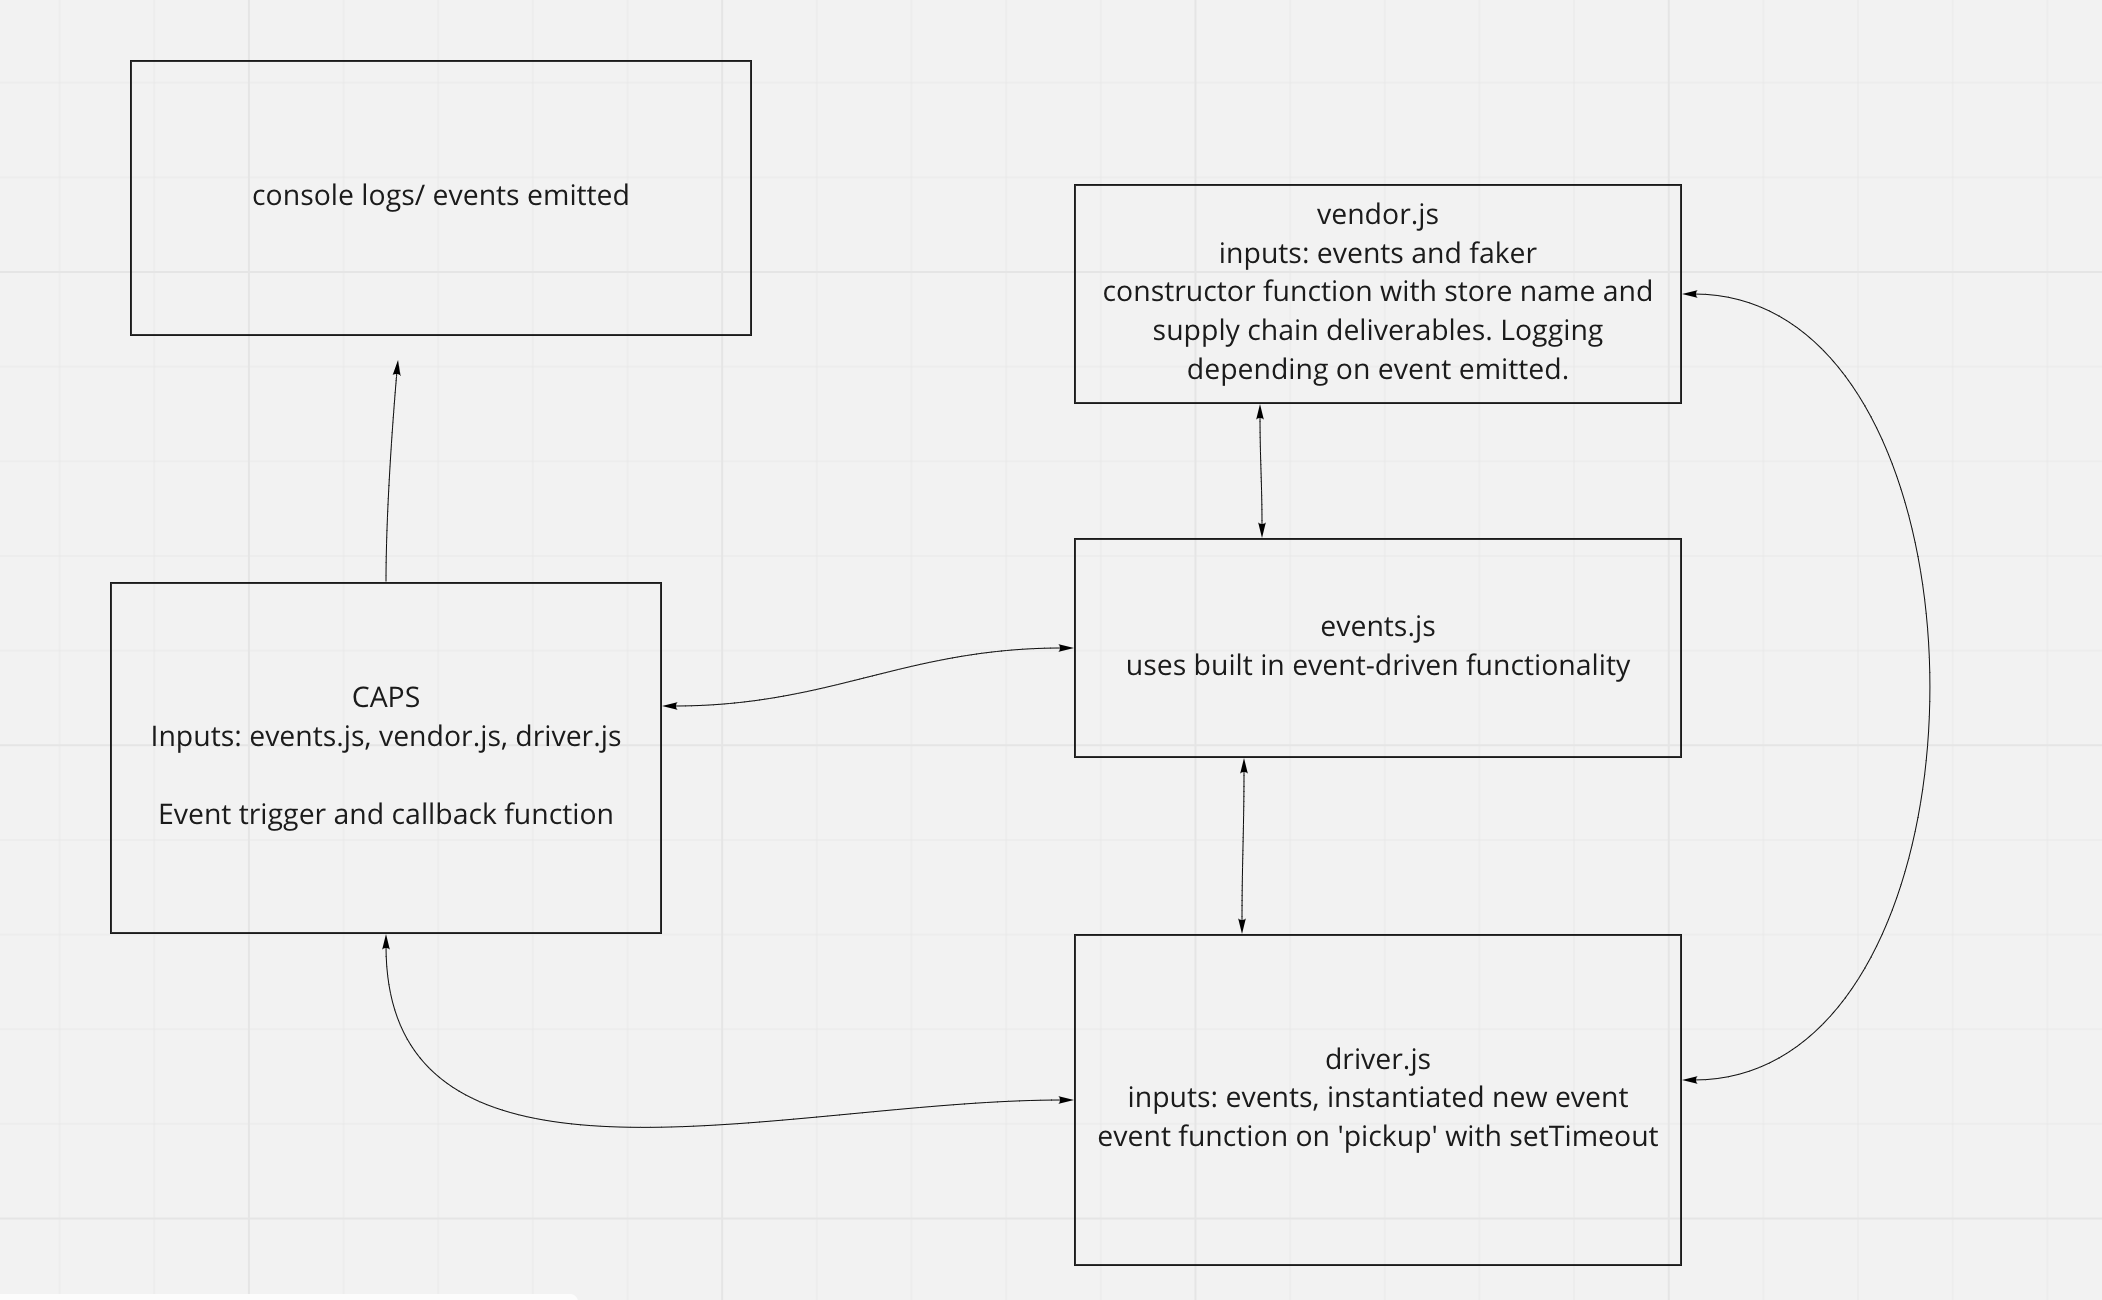 console logs/ events emitted
vendor.js
inputs: events and faker
constructor function with store name and
supply chain deliverables. Logging
depending on event emitted.
events.js
uses built in event-driven functionality
CAPS
Inputs: events.js, vendor.js, driver.js
Event trigger and callback function
driver.js
inputs: events, instantiated new event
event function on 'pickup' with setTimeout